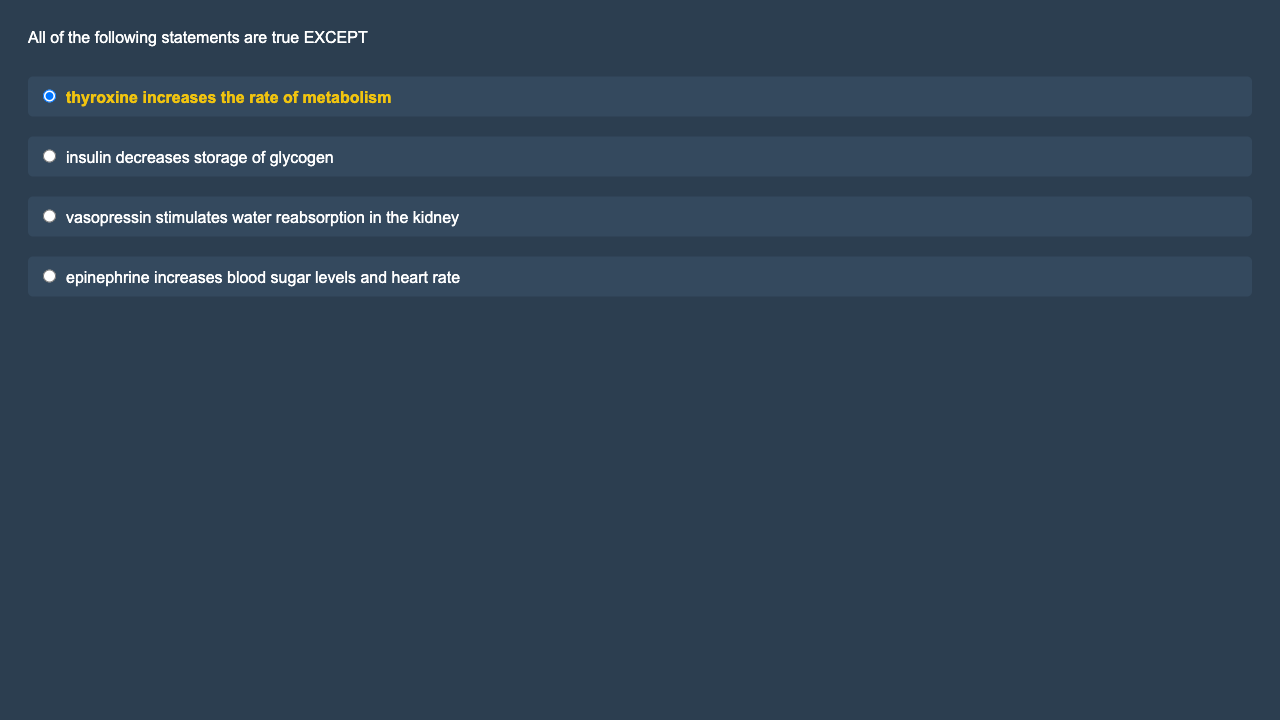 All of the following statements are true EXCEPT
thyroxine increases the rate of metabolism
insulin decreases storage of glycogen
vasopressin stimulates water reabsorption in the kidney
epinephrine increases blood sugar levels and heart rate